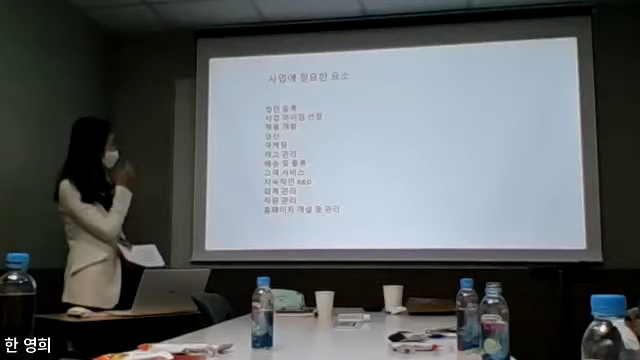 사업에 필요한 요소
법인 등록
사업 아이템 선정
제품 개발
생산
마케팅
재고 관리
배송 및 물류
고객 서비스
지속적인 R&D
회계 관리
직원 관리
홈페이지 개설 및 관리
한 영희